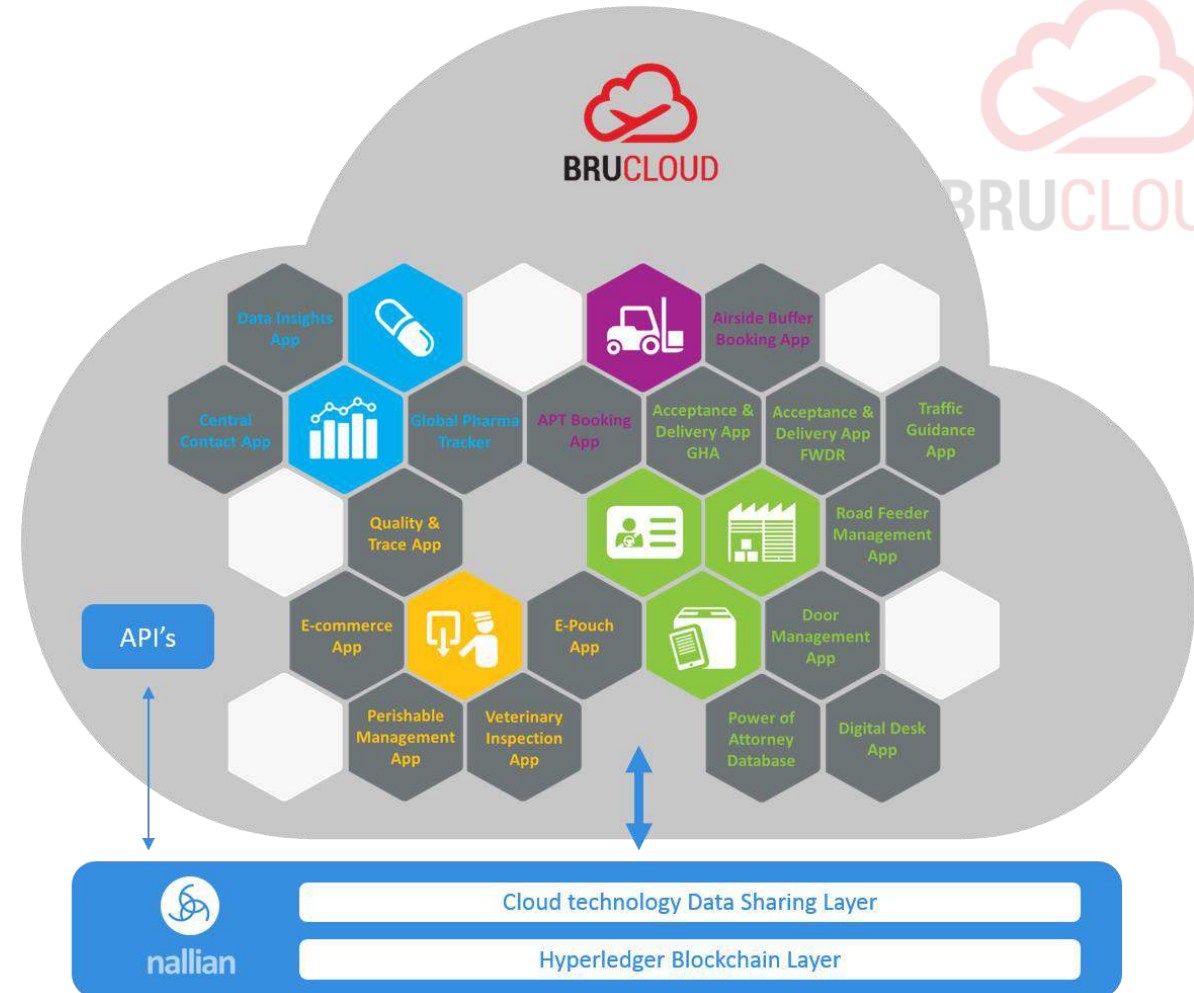 BRUCLOUD
BRUCLOU
Data Insights
App
Airside Buffer
Booking App
Central
Contact App
Global Pharma
Tracker
APT Booking
App
Acceptance &
Delivery App
GHA
Acceptance &
Delivery App
FWDR
Traffic
Guidance
App
Quality &
Trace App
Road Feeder
Management
App
E-commerce
App
E-Pouch
App
Door
Management
App
API's
Perishable
Management
App
Veterinary
Inspection
App
Power of
Attorney
Database
Digital Desk
App
nallian
Cloud technology Data Sharing Layer
Hyperledger Blockchain Layer